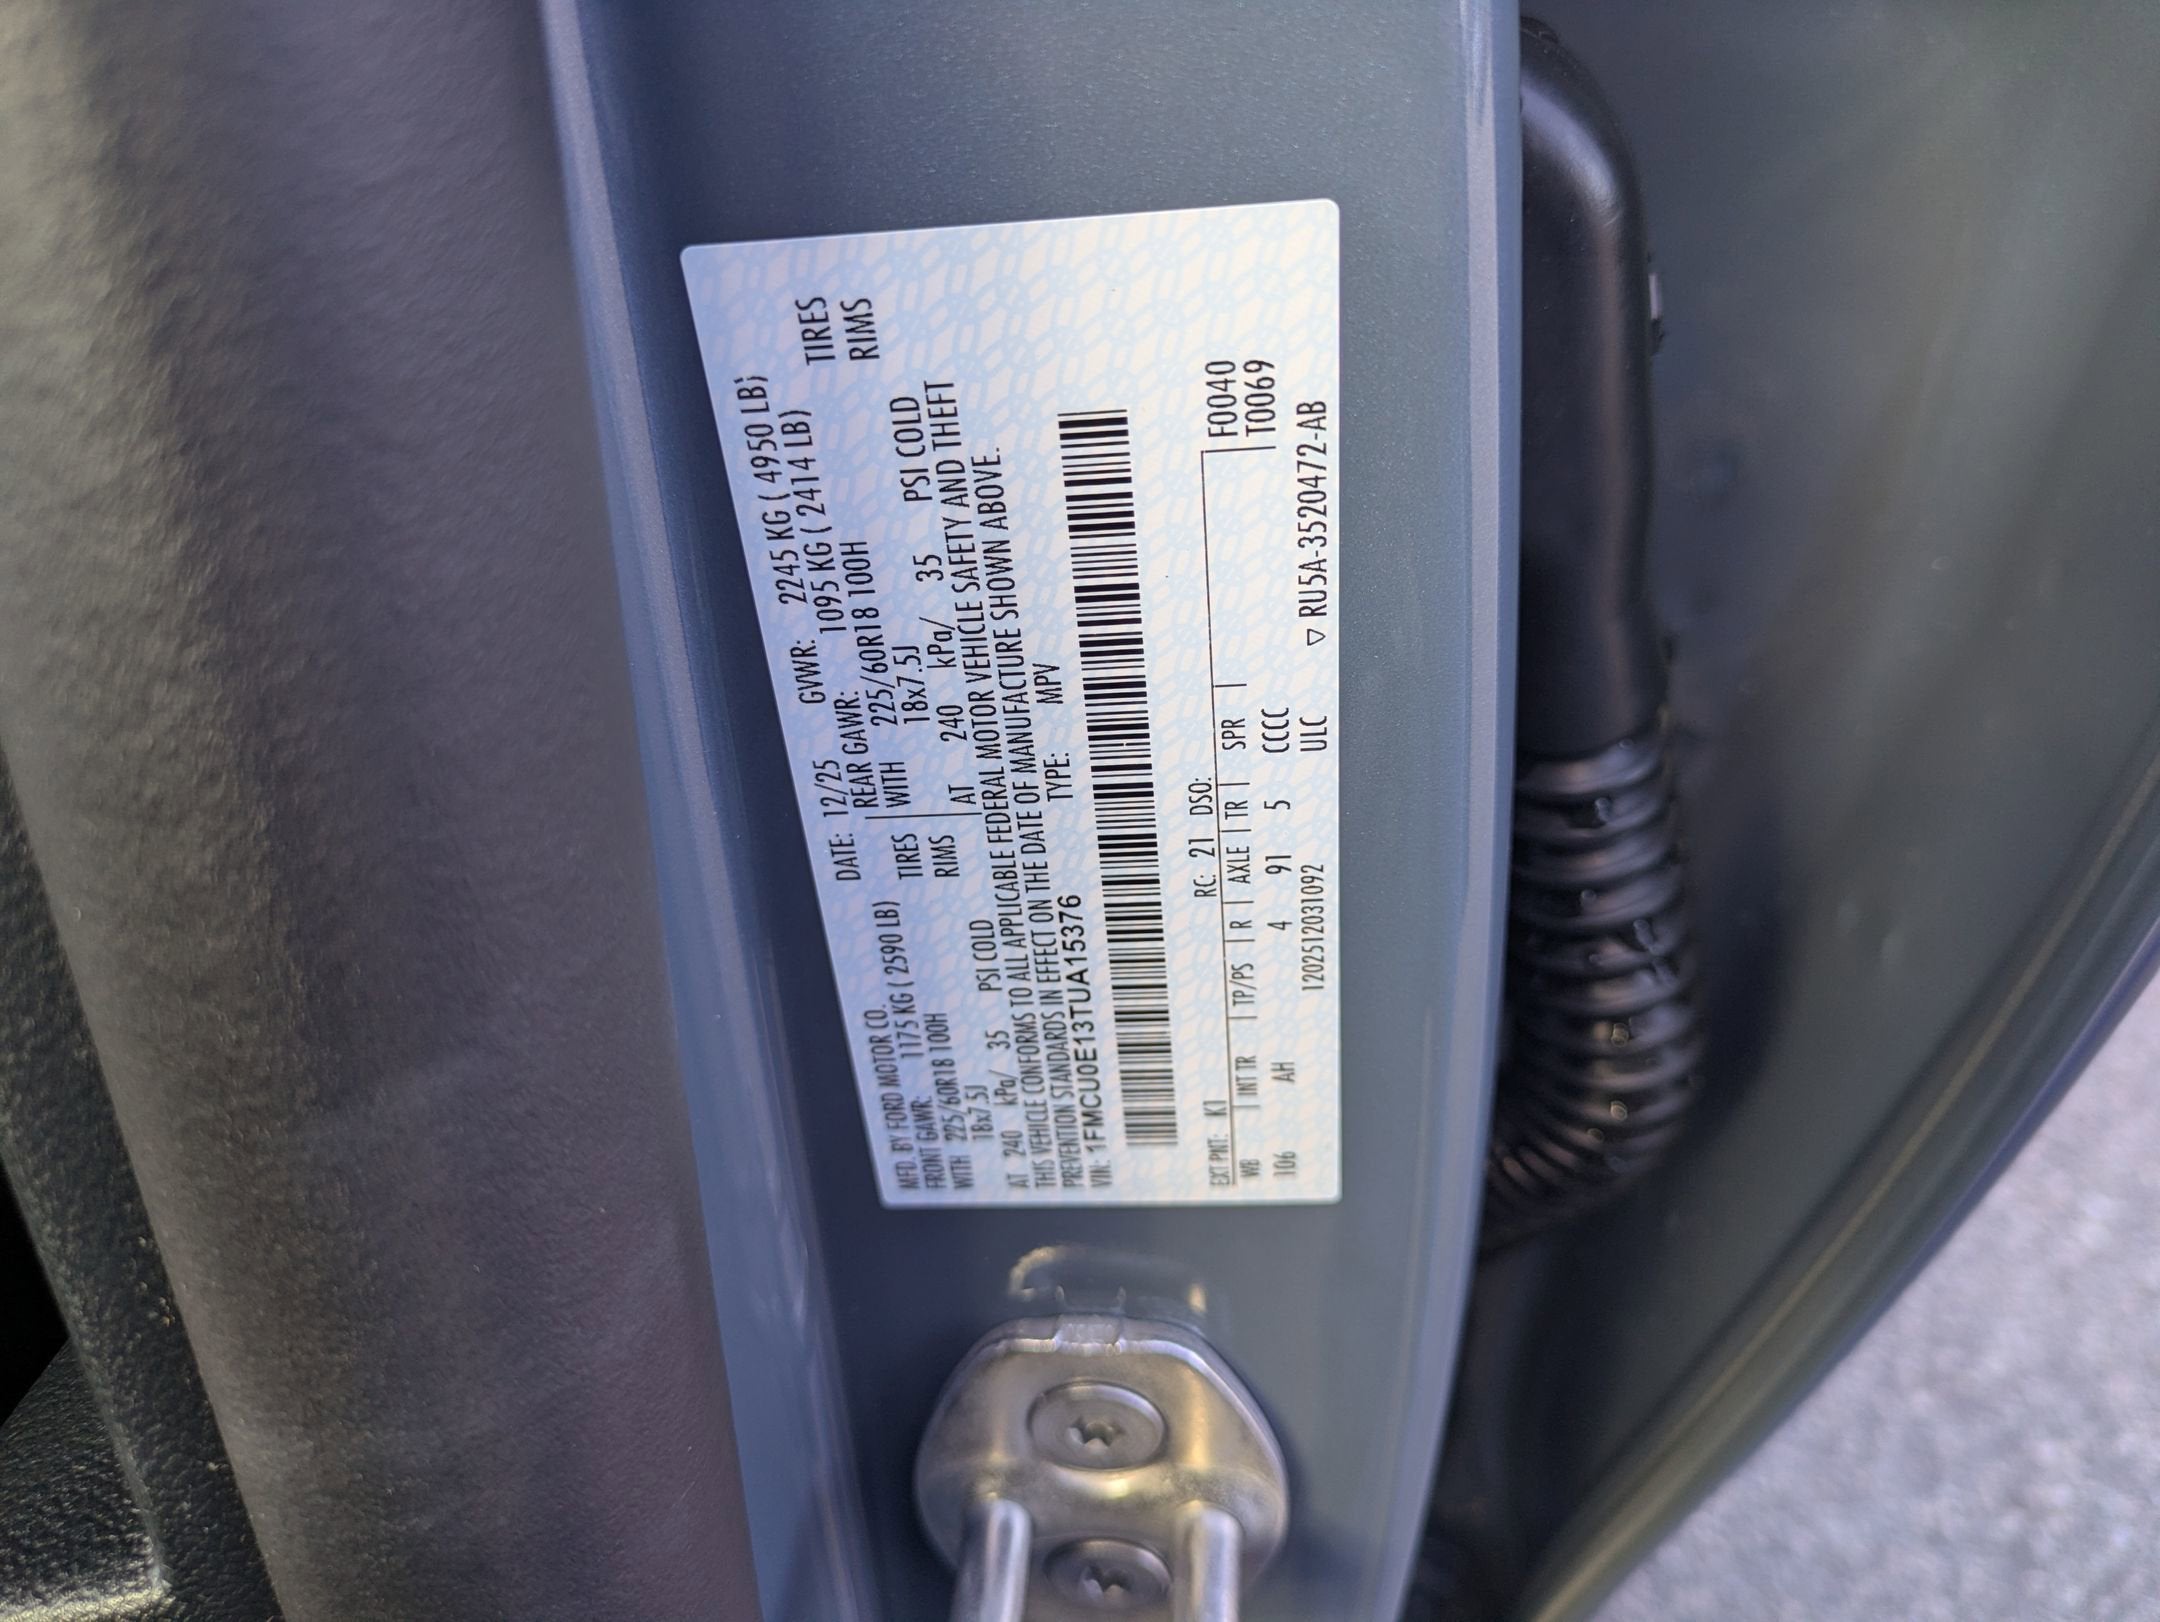 MFD. BY FORD MOTOR CO. DATE: 12/25 GVWR: 2245 KG ( 4950 LB)
FRONT GAWR: 1175 KG ( 2590 LB) REAR GAWR: 1095 KG ( 2414 LB)
WITH 225/60R18 100H TIRES WITH 225/60R18 100H TIRES
18x7.5J RIMS 18x7.5J RIMS
AT 240 kPa/ 35 PSI COLD AT 240 kPa/ 35 PSI COLD
THIS VEHICLE CONFORMS TO ALL APPLICABLE FEDERAL MOTOR VEHICLE SAFETY AND THEFT
PREVENTION STANDARDS IN EFFECT ON THE DATE OF MANUFACTURE SHOWN ABOVE.
VIN: 1FMCU0E13TUA15376 TYPE: MPV
EXT PNT: K1 RC: 21 DSO: F0040
WB | INT TR | TP/PS | R | AXLE | TR | SPR | | T0069
106 AH 4 91 5 CCCC
1202512031092 ULC ▽ RU5A-3520472-AB